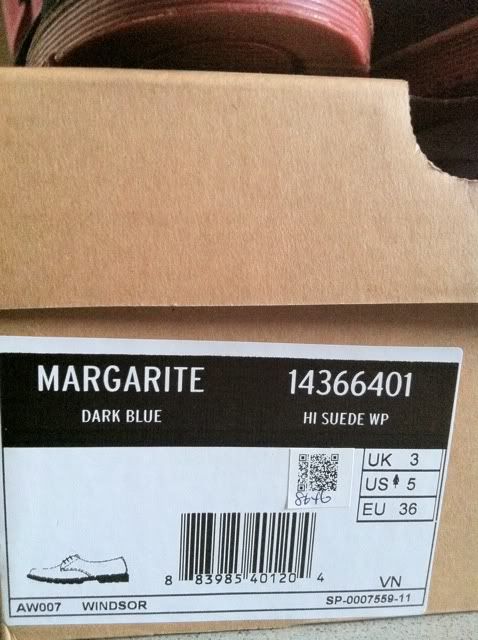 MARGARITE 14366401
DARK BLUE HI SUEDE WP
UK 3
US 5
EU 36
8 83985 40120 4
VN
AW007 WINDSOR SP-0007559-11